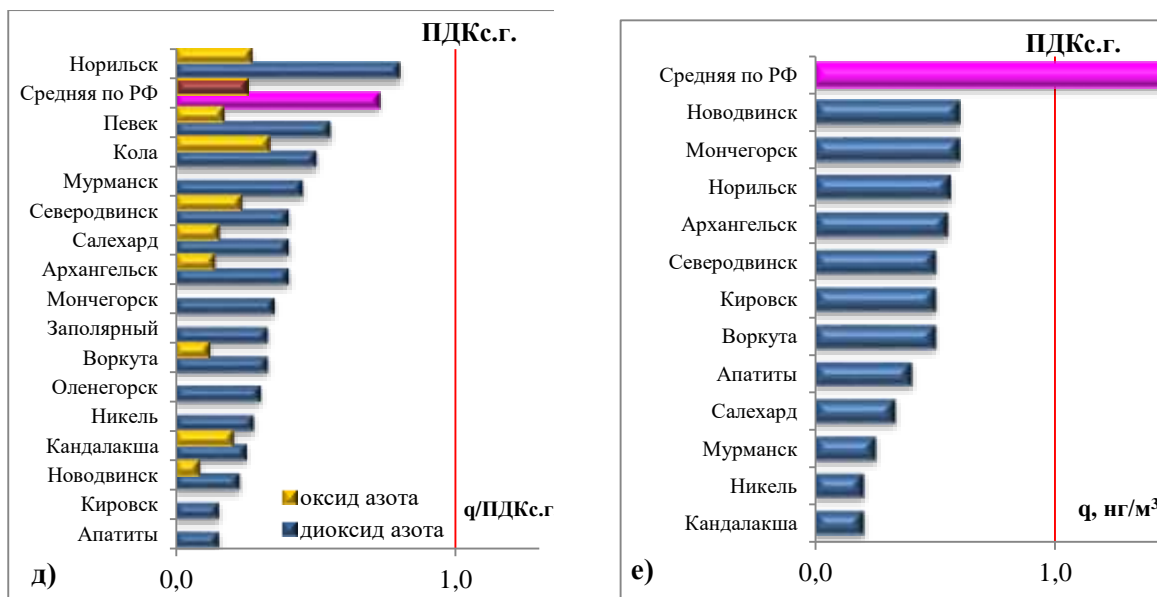 ПДКс.г.
Норильск
Средняя по РФ
Певек
Кола
Мурманск
Северодвинск
Салехард
Архангельск
Мончегорск
Заполярный
Воркута
Оленегорск
Никель
Кандалакша
Новодвинск
Кировск
Апатиты
оксид азота
диоксид азота
q/ПДКс.г
д)
0,0
1,0
ПДКс.г.
Средняя по РФ
Новодвинск
Мончегорск
Норильск
Архангельск
Северодвинск
Кировск
Воркута
Апатиты
Салехард
Мурманск
Никель
Кандалакша
q, нг/м³
е)
0,0
1,0